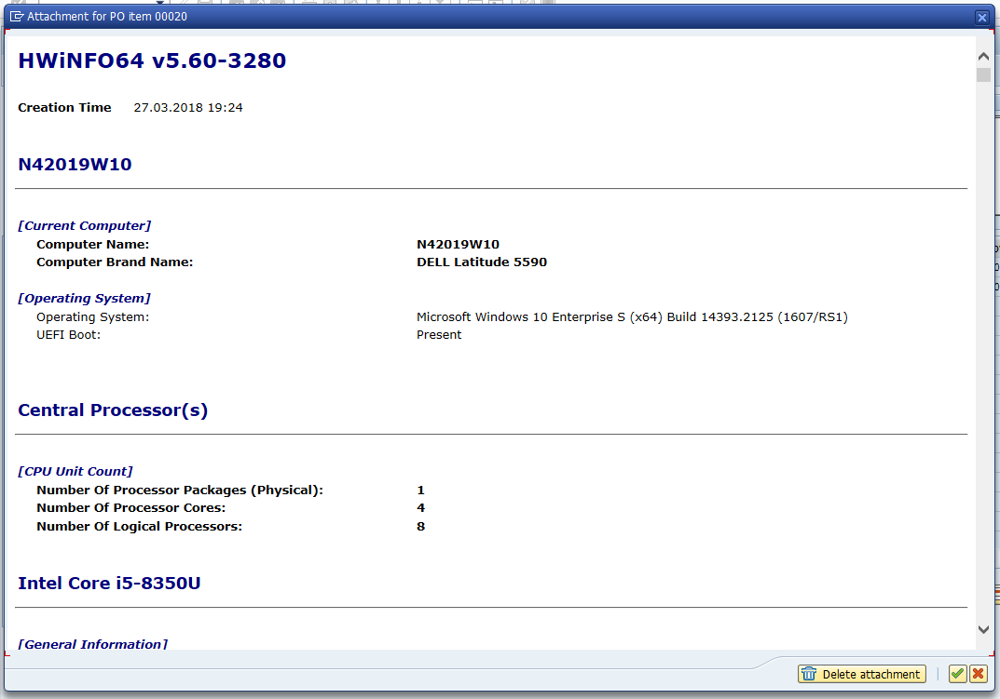 Attachment for PO item 00020
HWiNFO64 v5.60-3280
Creation Time 27.03.2018 19:24
N42019W10
[Current Computer]
Computer Name: N42019W10
Computer Brand Name: DELL Latitude 5590
[Operating System]
Operating System: Microsoft Windows 10 Enterprise S (x64) Build 14393.2125 (1607/RS1)
UEFI Boot: Present
Central Processor(s)
[CPU Unit Count]
Number Of Processor Packages (Physical): 1
Number Of Processor Cores: 4
Number Of Logical Processors: 8
Intel Core i5-8350U
[General Information]
Delete attachment